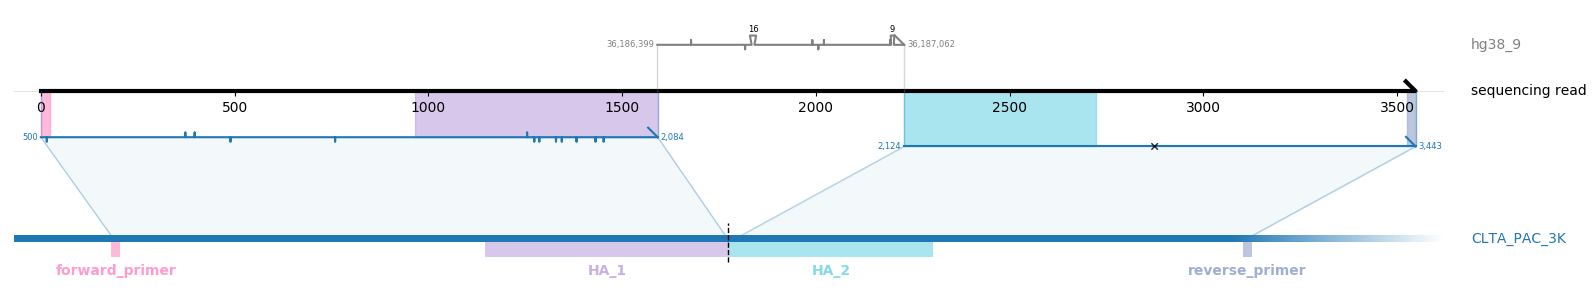 16
9
36,186,399
36,187,062
hg38_9
sequencing read
0
500
1000
1500
2000
2500
3000
3500
500
2,084
2,124
3,443
CLTA_PAC_3K
forward_primer
HA_1
HA_2
reverse_primer